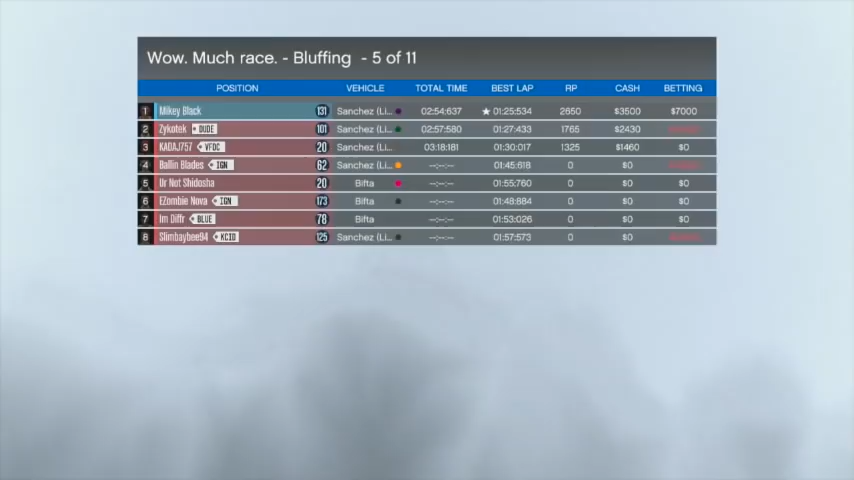 Wow. Much race. - Bluffing - 5 of 11
POSITION VEHICLE TOTAL TIME BEST LAP RP CASH BETTING
1 Mikey Black 131 Sanchez (Li... 02:54:637 ★ 01:25:534 2650 $3500 $7000
2 Zykotek DUDE 101 Sanchez (Li... 02:57:580 01:27:433 1765 $2430
3 KADAJ757 VFDC 20 Sanchez (Li... 03:18:181 01:30:017 1325 $1460 $0
4 Ballin Blades IGN 62 Sanchez (Li... --:--:-- 01:45:618 0 $0
5 Ur Not Shidosha 20 Bifta --:--:-- 01:55:760 0 $0 $0
6 EZombie Nova IGN 173 Bifta --:--:-- 01:48:684 0 $0 $0
7 Im Diffr BLUE 78 Bifta --:--:-- 01:53:026 0 $0 $0
8 Slimbaybee94 KCID 125 Sanchez (Li... --:--:-- 01:57:573 0 $0